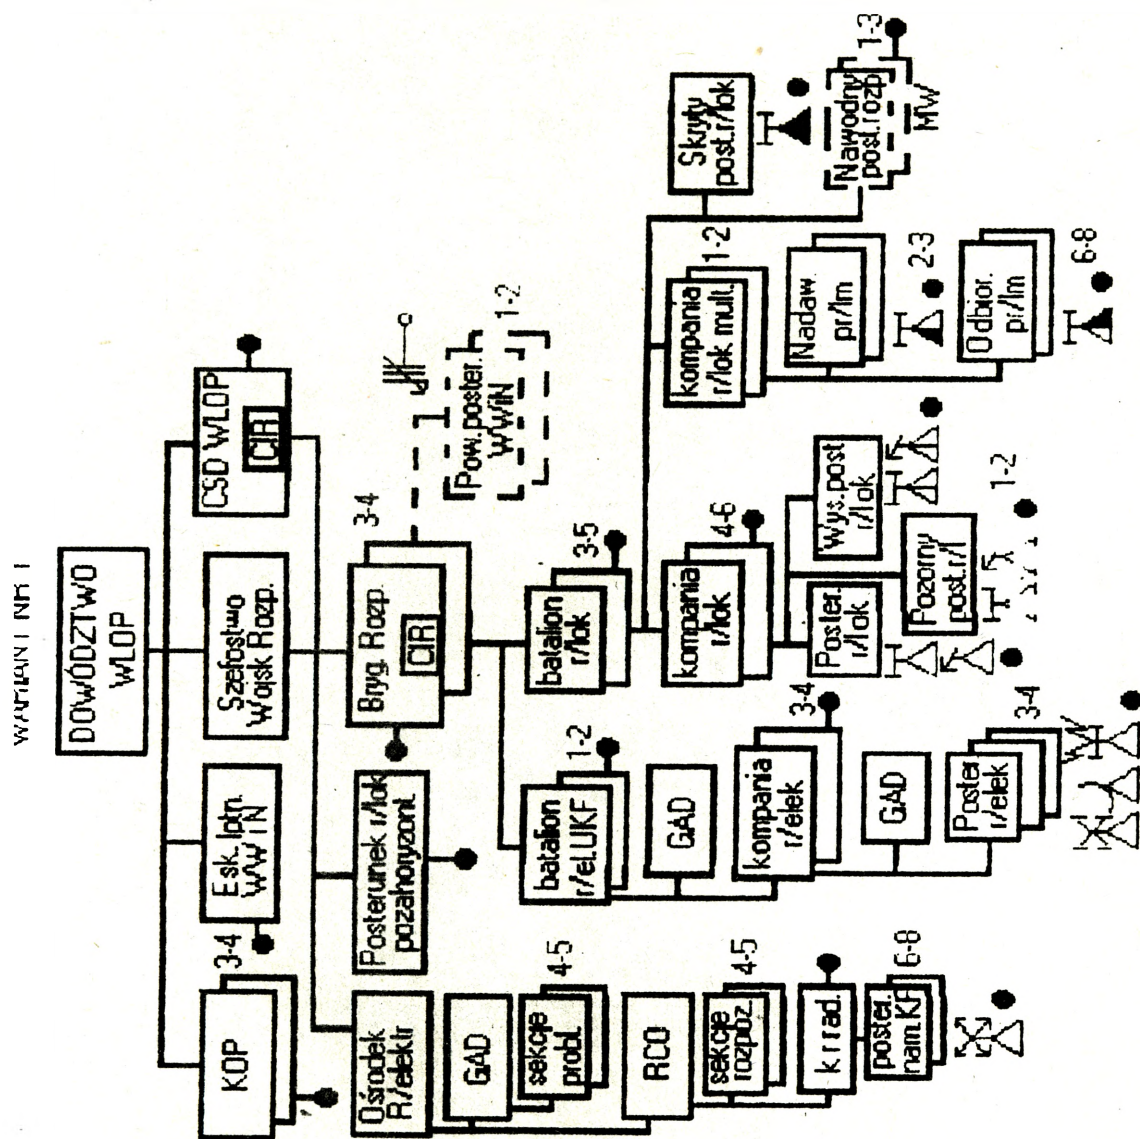 WARIANT NR 1
DOWÓDZTWO
WLOP
KOP
3-4
Esk. lptn.
WWiN
Szefostwo
Wojsk Rozp.
CSD WLOP
CIR
Ośrodek
R/elektr
Posterunek r/lok
pozahoryzont.
Bryg. Rozp.
CIR
3-4
Pow. poster.
WWiN
1-2
GAD
sekcje
probl.
4-5
RCO
sekcje
rozpoz.
4-5
k r rad.
poster.
nam. KF
6-8
batalion
r/el.UKF
1-2
GAD
kompania
r/elek
3-4
GAD
Poster
r/elek
3-4
batalion
r/lok
3-5
kompania
r/lok
4-6
Poster.
r/lok
Wys.post
r/lok
Pozorny
post.r/l
1-2
kompania
r/lok mult.
1-2
Nadaw.
pr/lm
2-3
Odbior.
pr/lm
6-8
Skryty
post.r/lok
Nawodny
post.rozp
1-3
MW